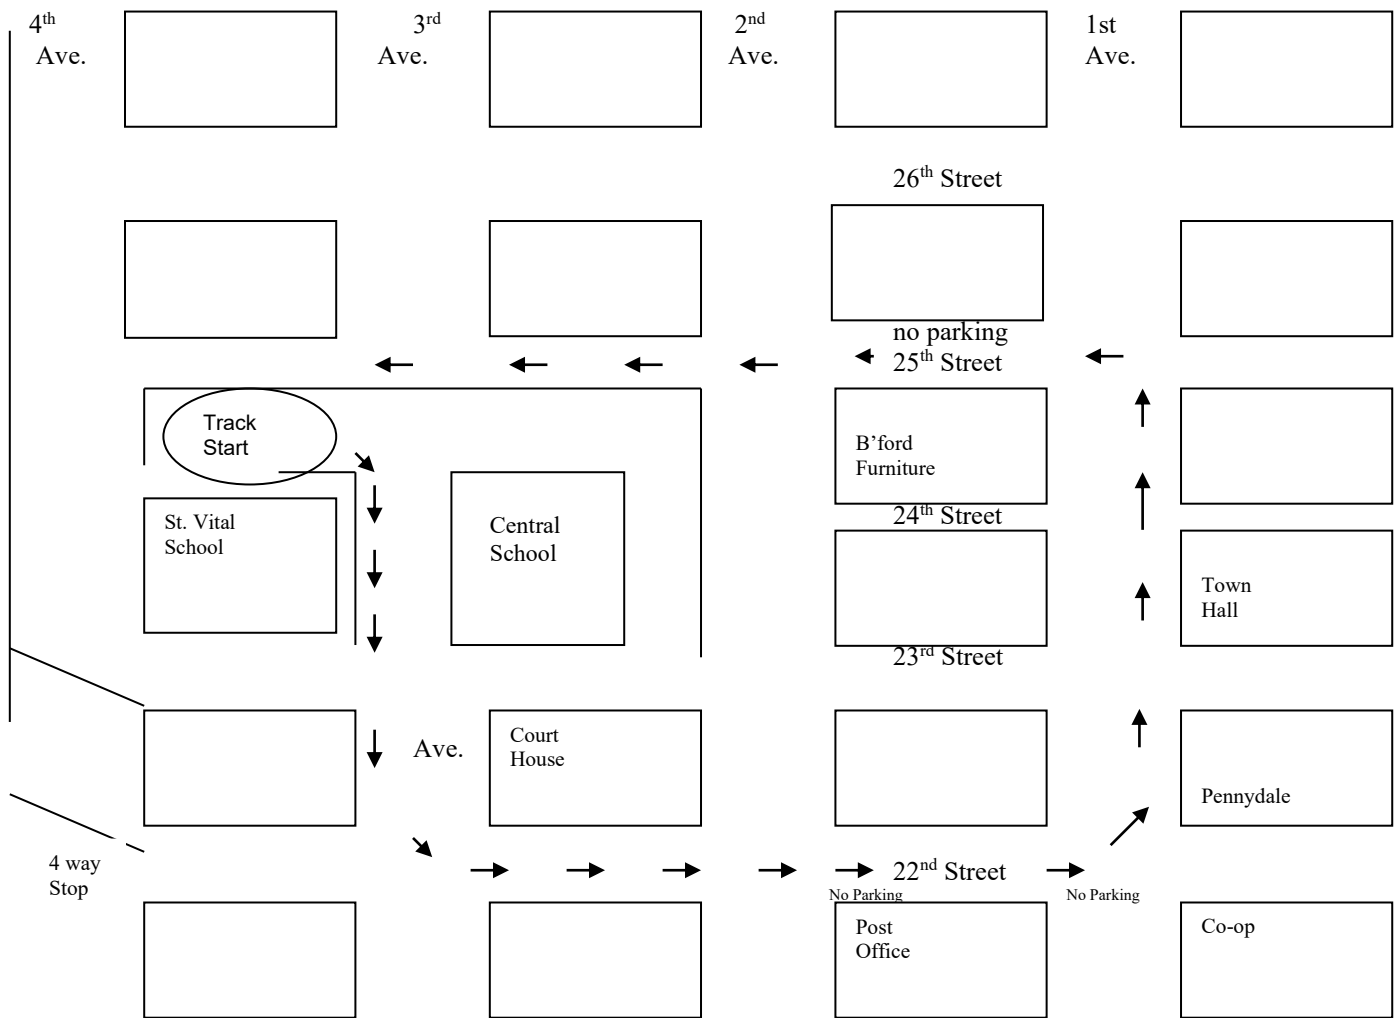 4th
Ave.
3rd
Ave.
2nd
Ave.
1st
Ave.
26th Street
no parking
25th Street
Track
Start
B'ford
Furniture
24th Street
St. Vital
School
Central
School
Town
Hall
23rd Street
Ave.
Court
House
Pennydale
4 way
Stop
22nd Street
No Parking
No Parking
Post
Office
Co-op